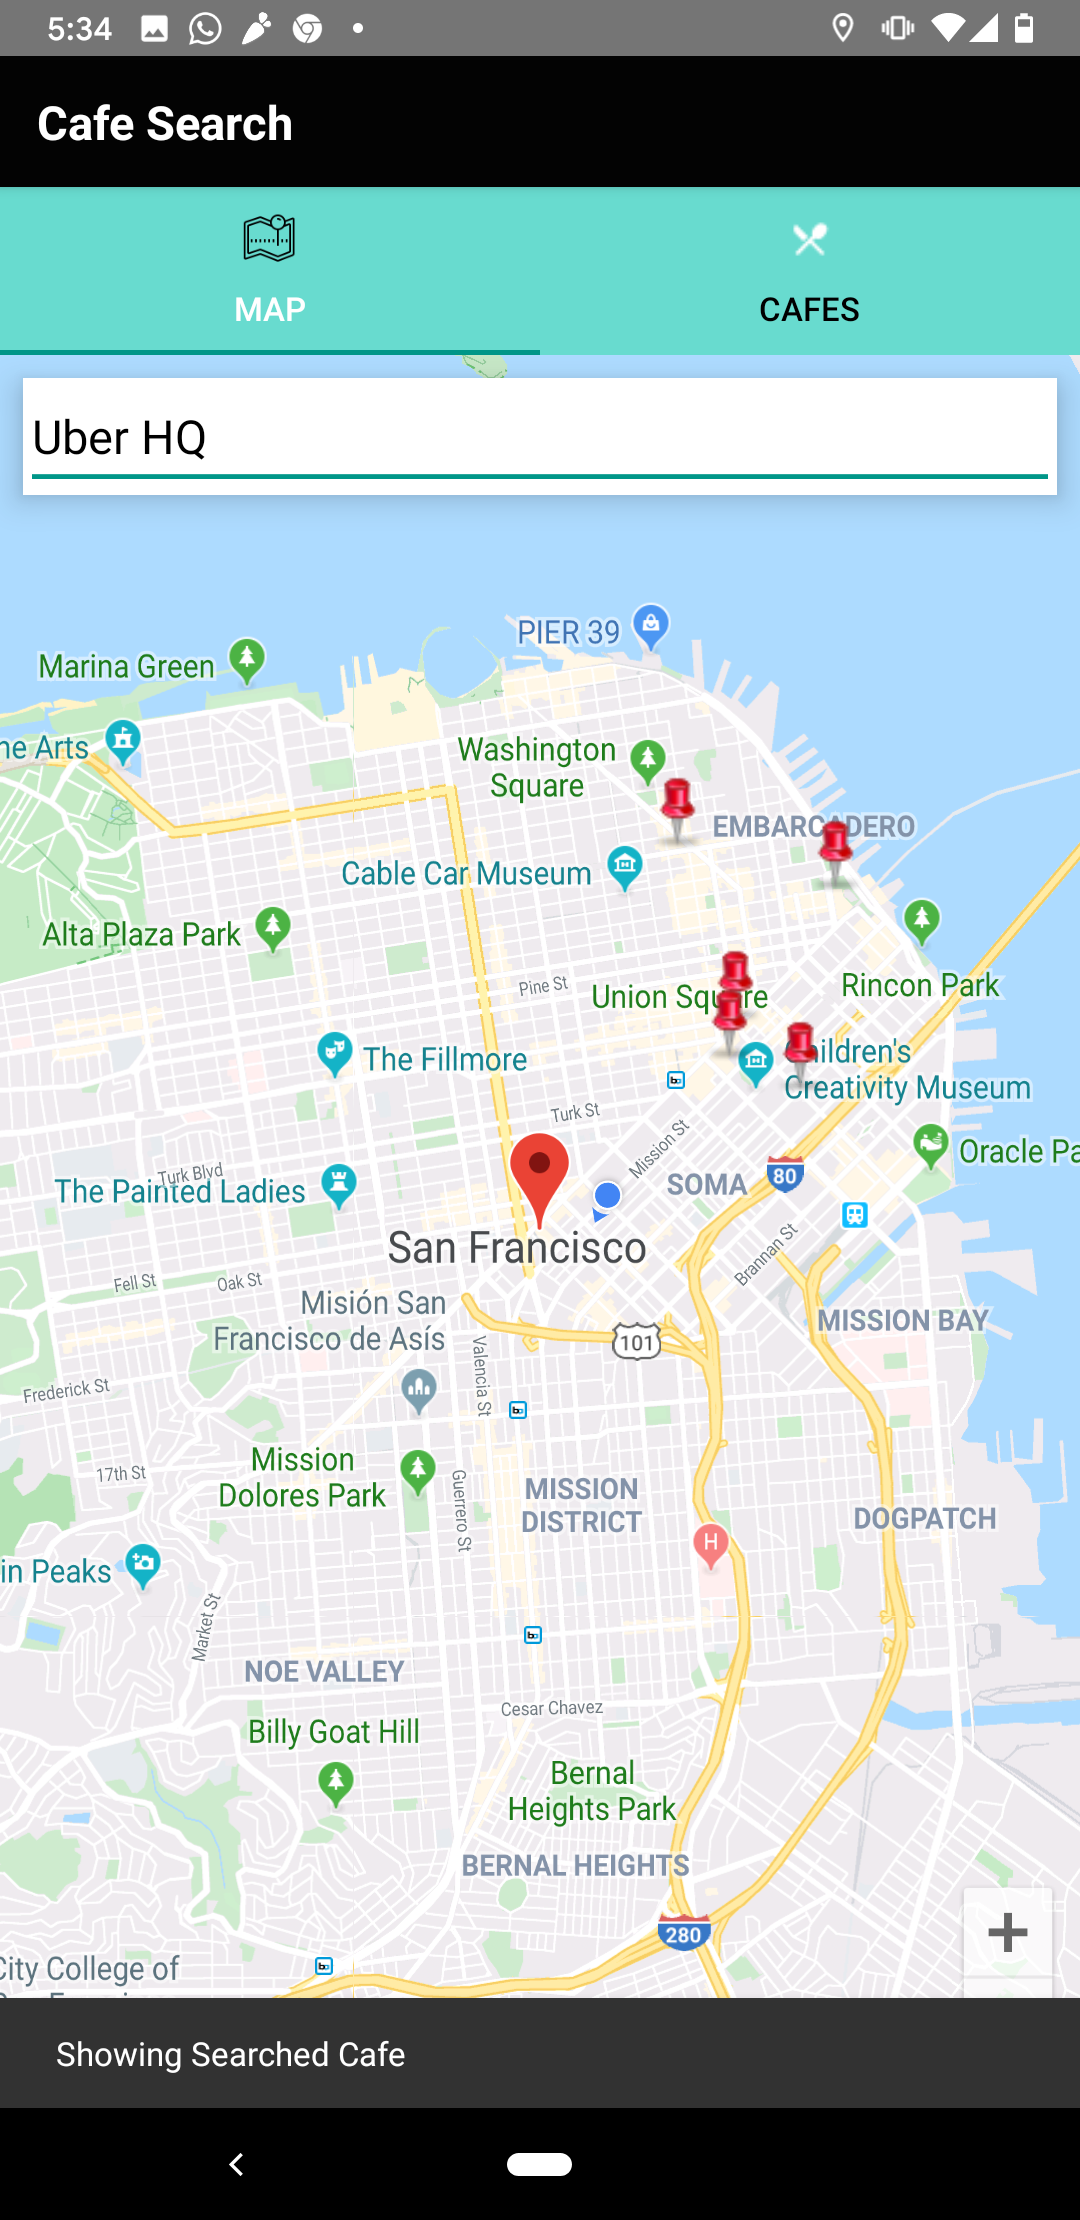 5:34
Cafe Search
MAP
CAFES
Uber HQ
PIER 39
Marina Green
ne Arts
Washington
Square
EMBARCADERO
Cable Car Museum
Alta Plaza Park
Pine St
Union Square
Rincon Park
The Fillmore
Children's
Creativity Museum
Turk St
Mission St
Oracle Pa
Turk Blvd
The Painted Ladies
SOMA
80
San Francisco
Brannan St
Fell St
Oak St
Misión San
Francisco de Asís
MISSION BAY
101
Valencia St
Frederick St
Mission
Dolores Park
17th St
Guerrero St
MISSION
DISTRICT
DOGPATCH
H
in Peaks
Market St
NOE VALLEY
Cesar Chavez
Billy Goat Hill
Bernal
Heights Park
BERNAL HEIGHTS
280
City College of
Showing Searched Cafe